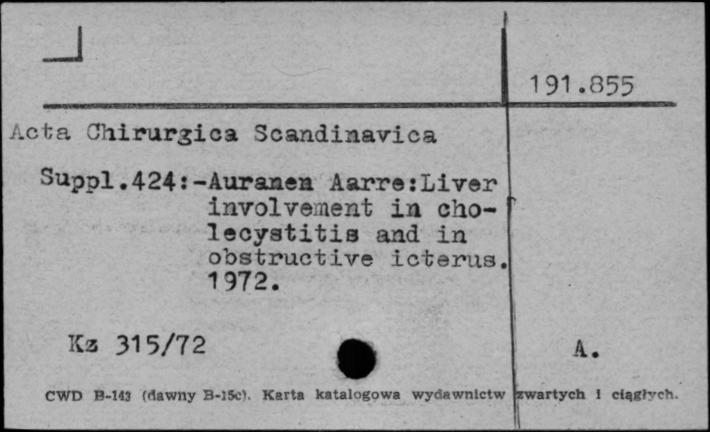 191.855
Acta Chirurgica Scandinavica
Suppl.424:-Auranen Aarre:Liver
involvement in cho-
lecystitis and in
obstructive icterus.
1972.
Kz 315/72
A.
CWD B-143 (dawny B-15c). Karta katalogowa wydawnictw zwartych i ciągłych.